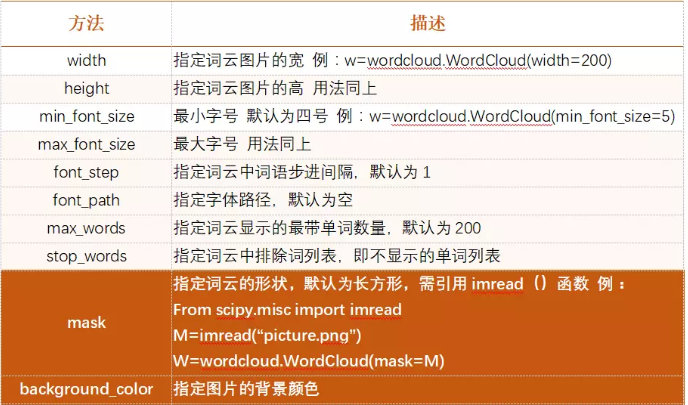 方法 描述
width 指定词云图片的宽 例：w=wordcloud.WordCloud(width=200)
height 指定词云图片的高 用法同上
min_font_size 最小字号 默认为四号 例：w=wordcloud.WordCloud(min_font_size=5)
max_font_size 最大字号 用法同上
font_step 指定词云中词语步进间隔，默认为 1
font_path 指定字体路径，默认为空
max_words 指定词云显示的最带单词数量，默认为 200
stop_words 指定词云中排除词列表，即不显示的单词列表
指定词云的形状，默认为长方形，需引用 imread（）函数 例：
From scipy.misc import imread
mask
M=imread(“picture.png”)
W=wordcloud.WordCloud(mask=M)
background_color 指定图片的背景颜色